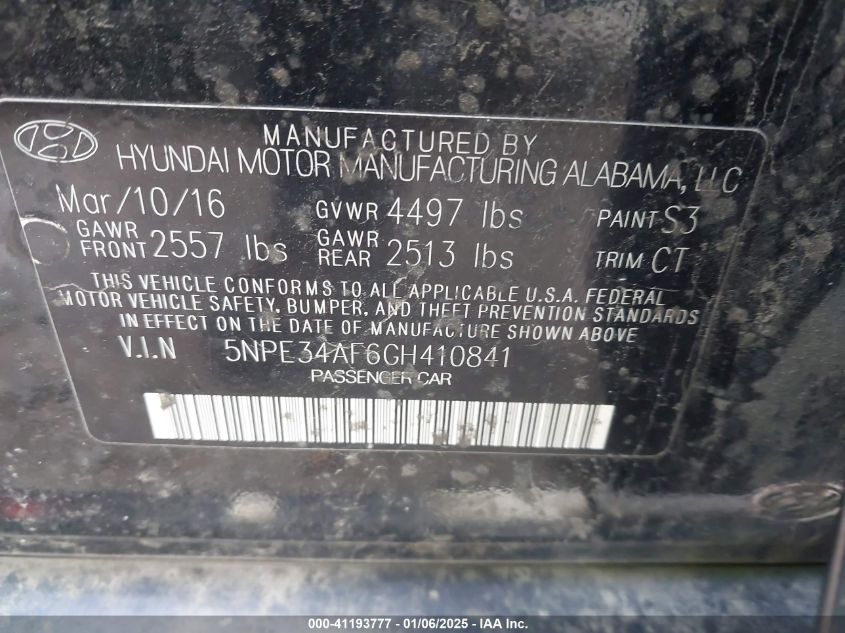 MANUFACTURED BY
HYUNDAI MOTOR MANUFACTURING ALABAMA, LLC
Mar/10/16 GVWR 4497 lbs PAINT S3
GAWR FRONT 2557 lbs GAWR REAR 2513 lbs TRIM CT
THIS VEHICLE CONFORMS TO ALL APPLICABLE U.S.A. FEDERAL
MOTOR VEHICLE SAFETY, BUMPER, AND THEFT PREVENTION STANDARDS
IN EFFECT ON THE DATE OF MANUFACTURE SHOWN ABOVE
V.I.N 5NPE34AF6GH410841
PASSENGER CAR
000-41193777 - 01/06/2025 - IAA Inc.